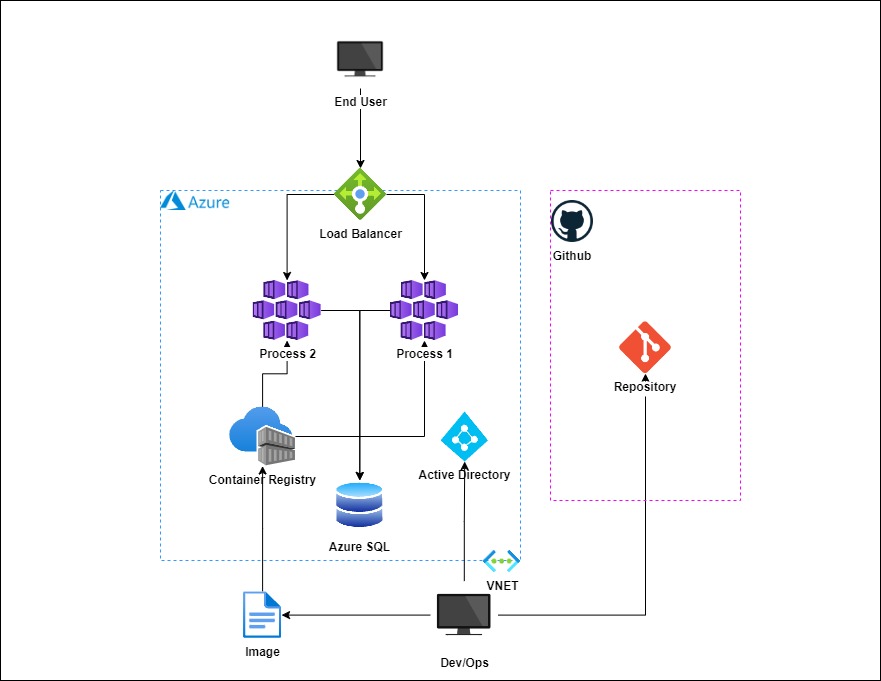 End User
Azure
Load Balancer
Github
Process 2
Process 1
Repository
Container Registry
Active Directory
Azure SQL
VNET
Image
Dev/Ops